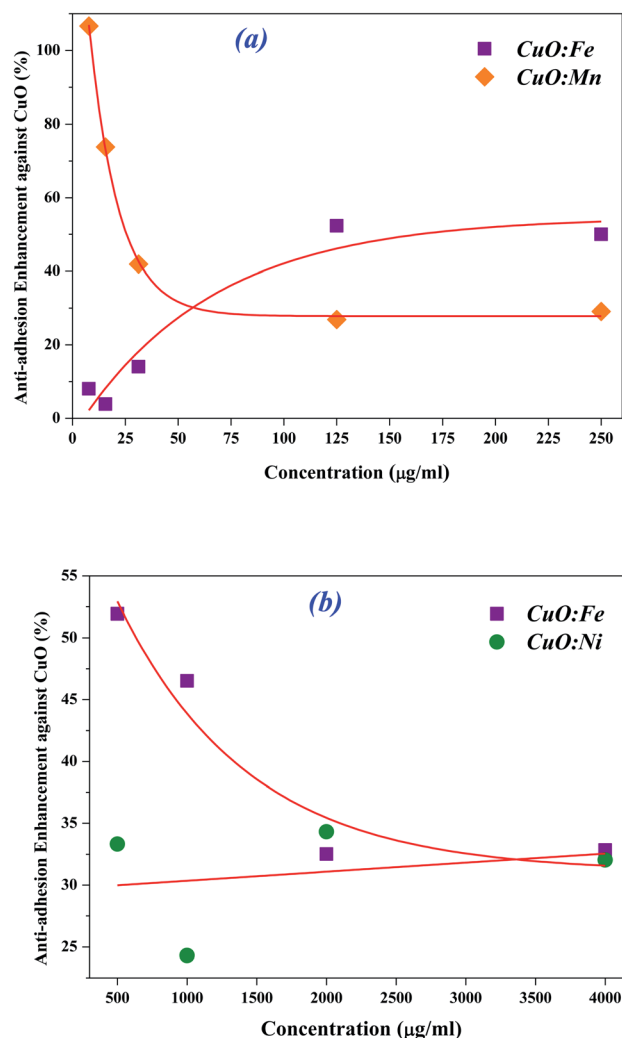 (a)
CuO:Fe
CuO:Mn
Anti-adhesion Enhancement against CuO (%)
100
80
60
40
20
0
0 25 50 75 100 125 150 175 200 225 250
Concentration (μg/ml)
(b)
CuO:Fe
CuO:Ni
Anti-adhesion Enhancement against CuO (%)
55
50
45
40
35
30
25
500 1000 1500 2000 2500 3000 3500 4000
Concentration (μg/ml)